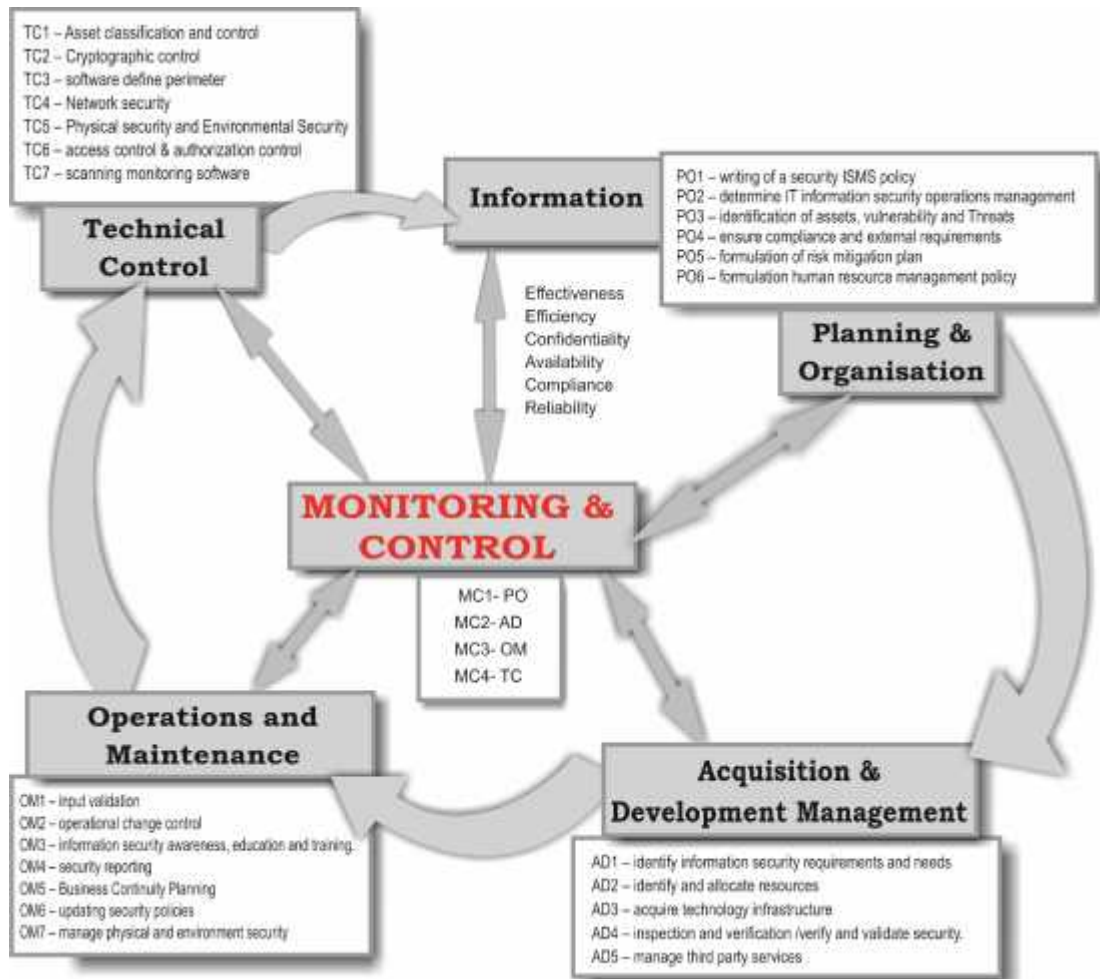 TC1 – Asset classification and control
TC2 – Cryptographic control
TC3 – software define perimeter
TC4 – Network security
TC5 – Physical security and Environmental Security
TC6 – access control & authorization control
TC7 – scanning monitoring software
Technical
Control
Information
PO1 – writing of a security ISMS policy
PO2 – determine IT information security operations management
PO3 – identification of assets, vulnerability and Threats
PO4 – ensure compliance and external requirements
PO5 – formulation of risk mitigation plan
PO6 – formulation human resource management policy
Planning &
Organisation
Effectiveness
Efficiency
Confidentiality
Availability
Compliance
Reliability
MONITORING &
CONTROL
MC1- PO
MC2- AD
MC3- OM
MC4- TC
Operations and
Maintenance
OM1 – input validation
OM2 – operational change control
OM3 – information security awareness, education and training.
OM4 – security reporting
OM5 – Business Continuity Planning
OM6 – updating security policies
OM7 – manage physical and environment security
Acquisition &
Development Management
AD1 – identify information security requirements and needs
AD2 – identify and allocate resources
AD3 – acquire technology infrastructure
AD4 – inspection and verification /verify and validate security.
AD5 – manage third party services